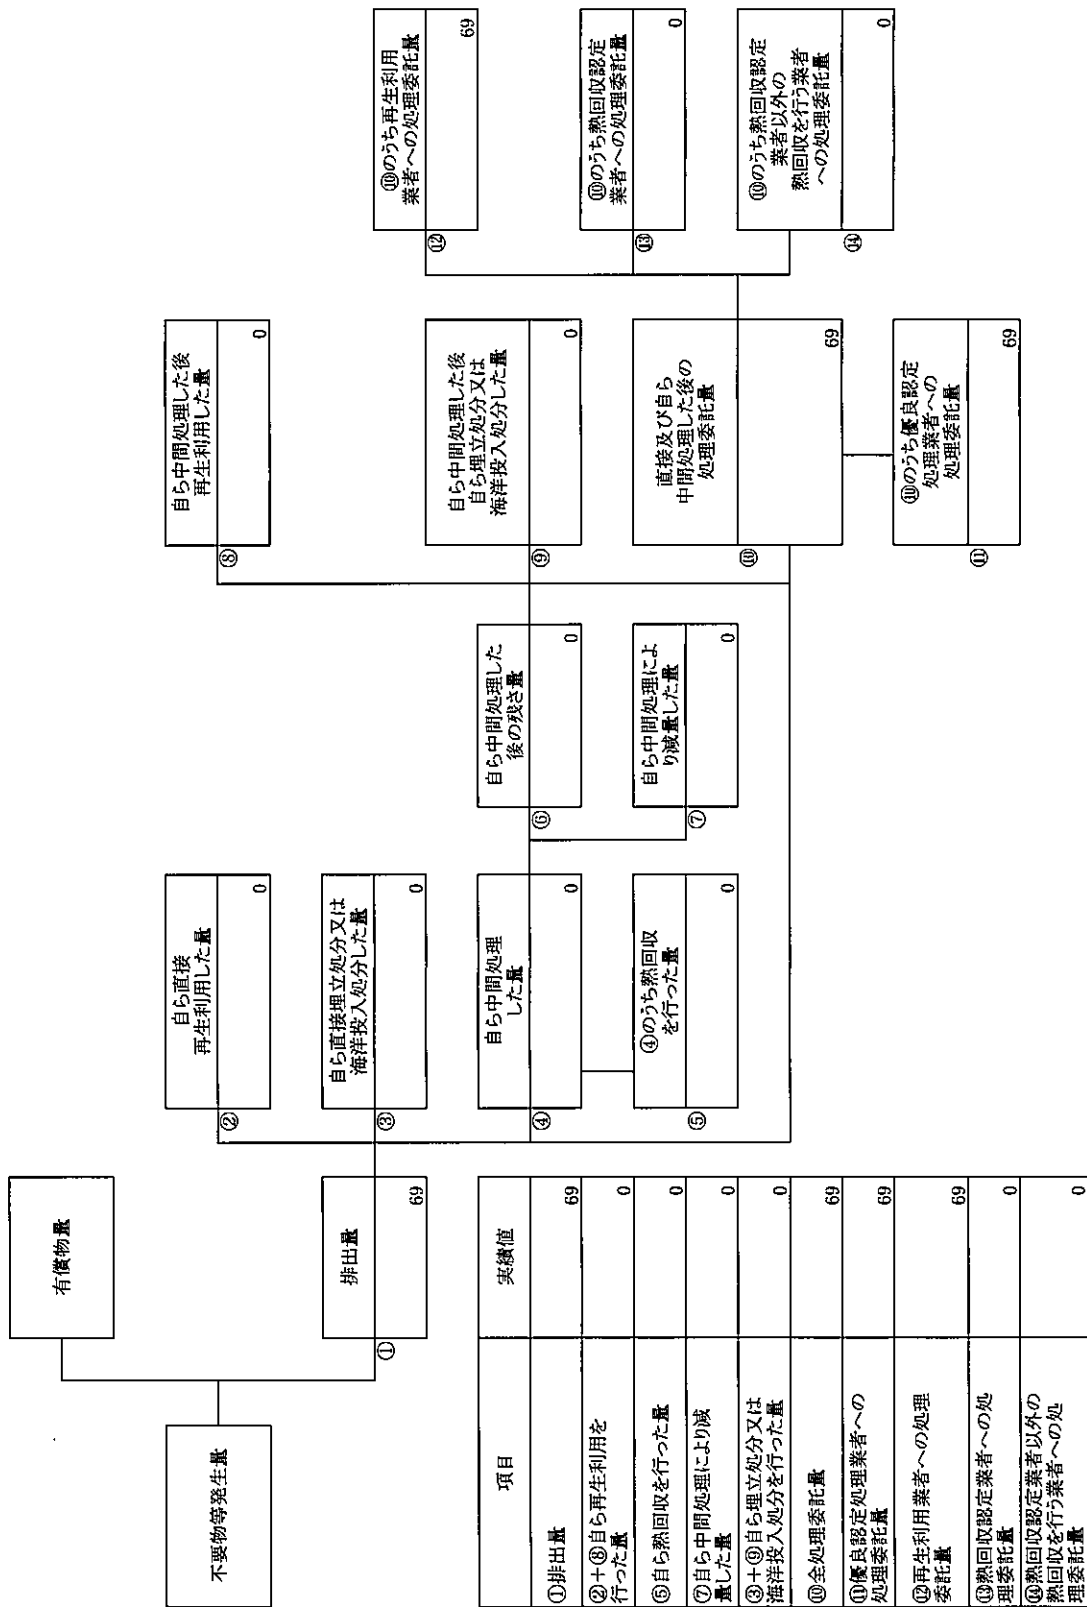 不要物等発生量
有償物量
①
排出量
69
②
自ら直接
再生利用した量
0
③
自ら直接埋立処分又は
海洋投入処分した量
0
④
自ら中間処理
した量
0
⑤
④のうち熱回収
を行った量
0
⑥
自ら中間処理した
後の残さ量
0
⑦
自ら中間処理によ
り減量した量
0
⑧
自ら中間処理した後
再生利用した量
0
⑨
自ら中間処理した後
自ら埋立処分又は
海洋投入処分した量
0
⑩
直接及び自ら
中間処理した後の
処理委託量
69
⑪
⑩のうち優良認定
処理業者への
処理委託量
69
⑫
⑩のうち再生利用
業者への処理委託量
69
⑬
⑩のうち熱回収認定
業者への処理委託量
0
⑭
⑩のうち熱回収認定
業者以外の
熱回収を行う業者
への処理委託量
0
項目
実績値
①排出量
69
②+⑧自ら再生利用を
行った量
0
⑤自ら熱回収を行った量
0
⑦自ら中間処理により減
量した量
0
③+⑨自ら埋立処分又は
海洋投入処分を行った量
0
⑩全処理委託量
69
⑪優良認定処理業者への
処理委託量
69
⑫再生利用業者への処理
委託量
69
⑬熱回収認定業者への処
理委託量
0
⑭熱回収認定業者以外の
熱回収を行う業者への処
理委託量
0